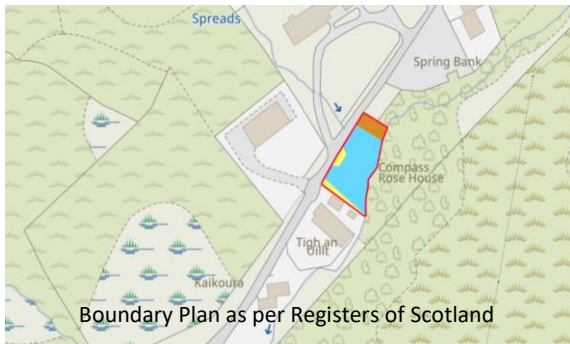 Spreads
Spring Bank
Compass
Rose House
Tigh an
Uillt
Kaikoura
Boundary Plan as per Registers of Scotland